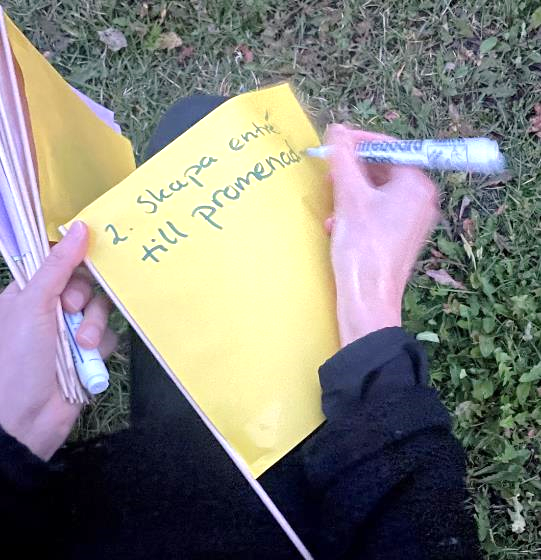 2. skapa entré
till promenad